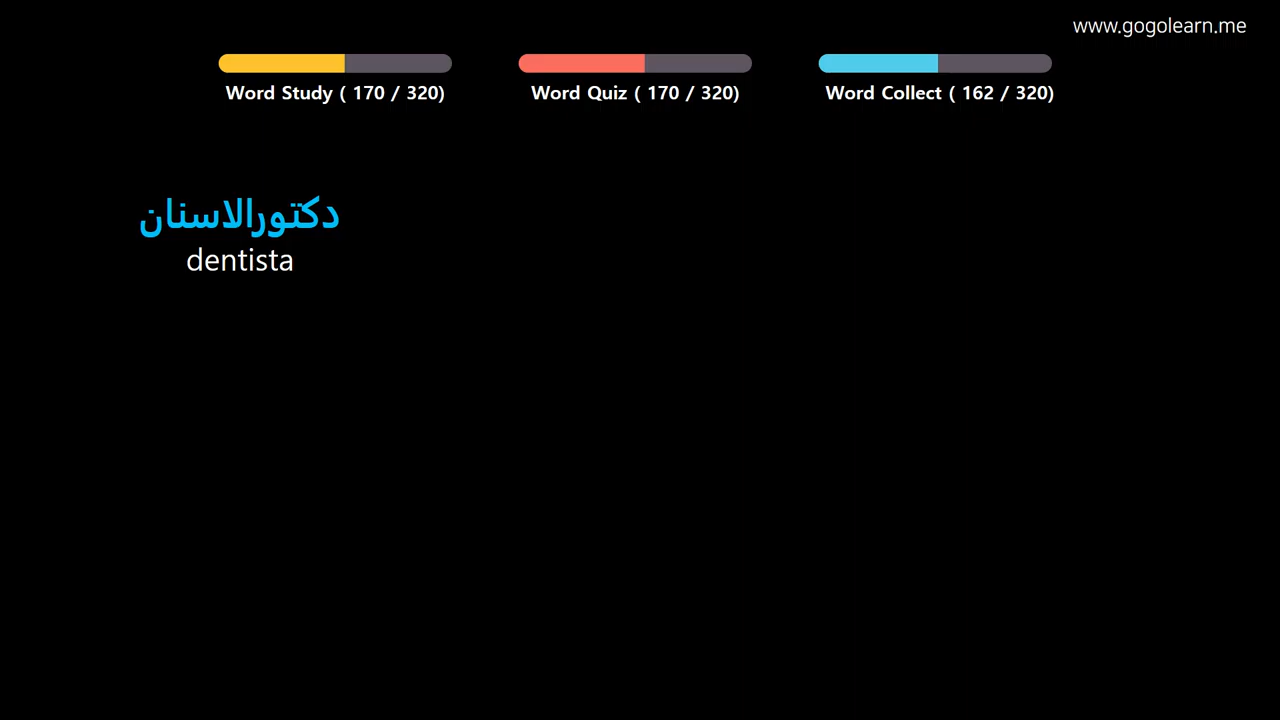 www.gogolearn.me
Word Study ( 170 / 320)
Word Quiz ( 170 / 320)
Word Collect ( 162 / 320)
دكتورالاسنان
dentista